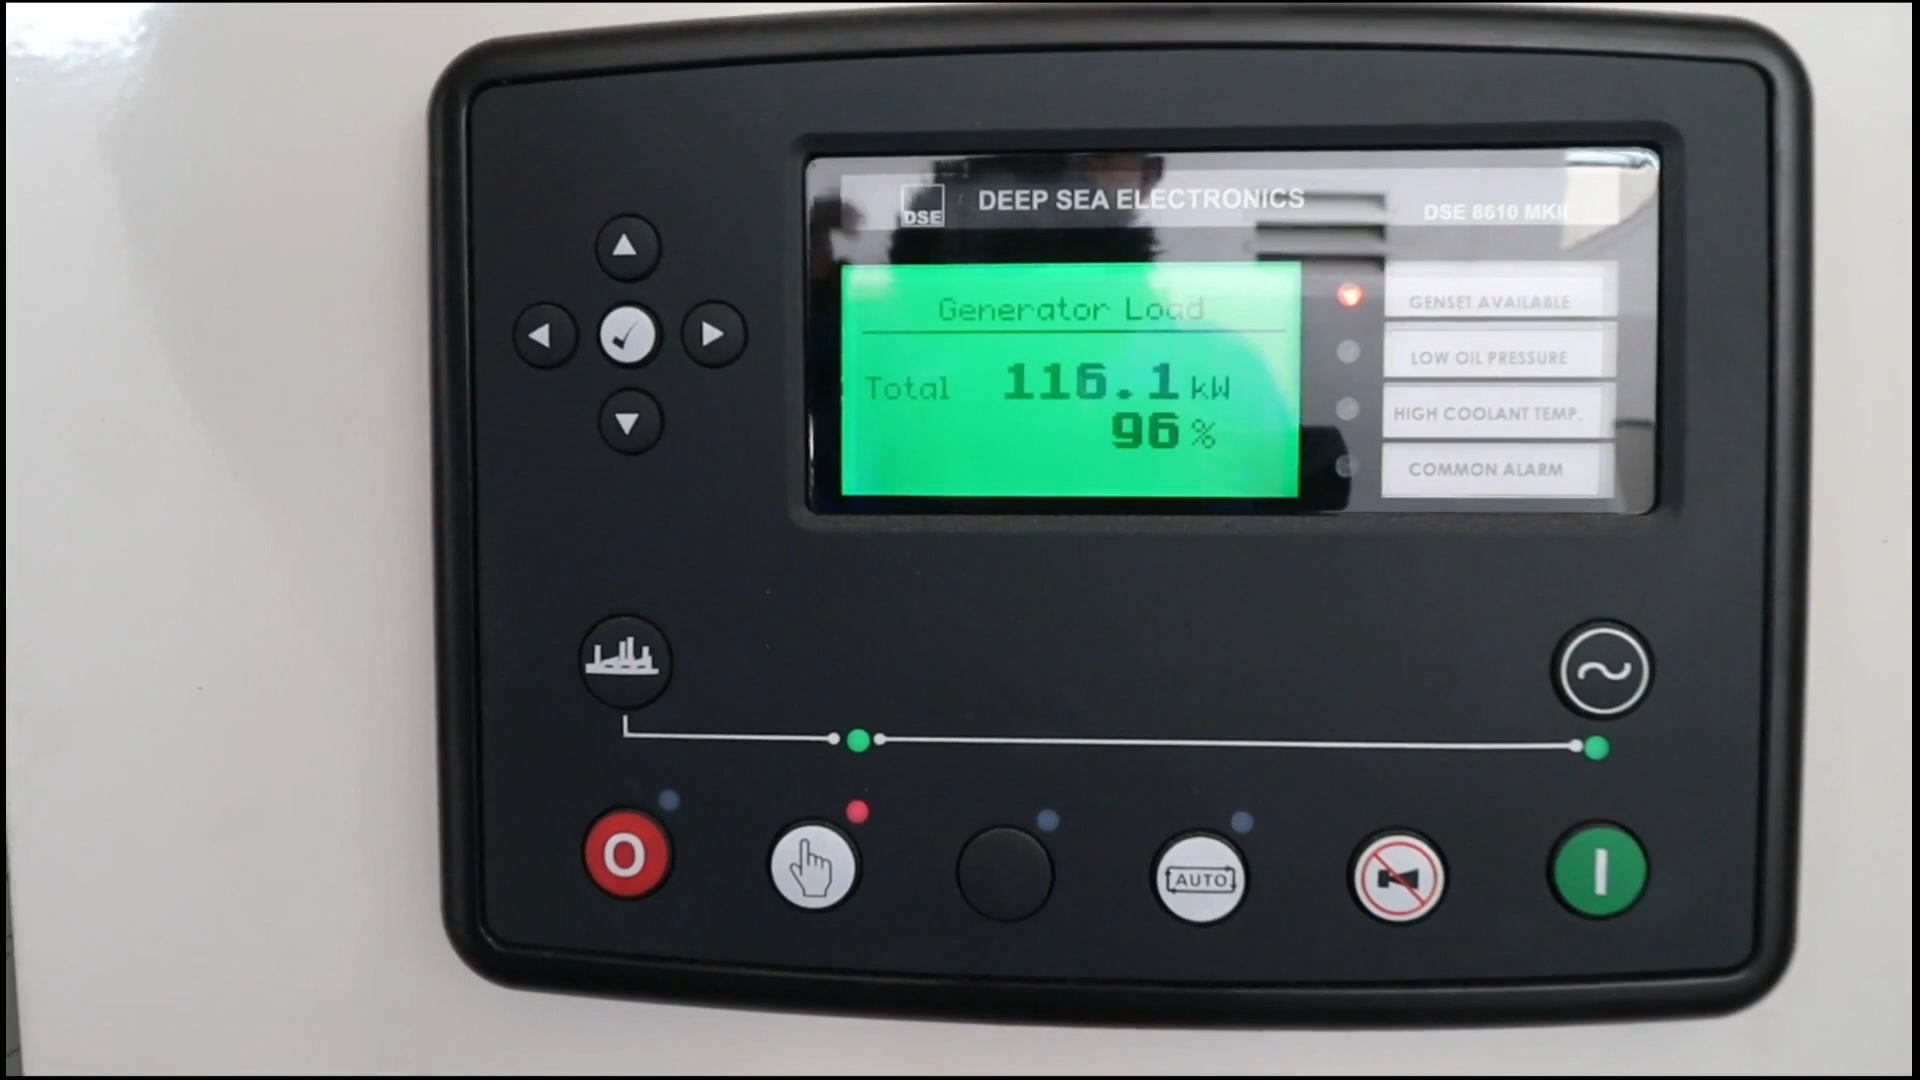 DSE
DEEP SEA ELECTRONICS
DSE 8610 MKII
Generator Load
Total 116.1 kW
96 %
GENSET AVAILABLE
LOW OIL PRESSURE
HIGH COOLANT TEMP.
COMMON ALARM
O
AUTO
I